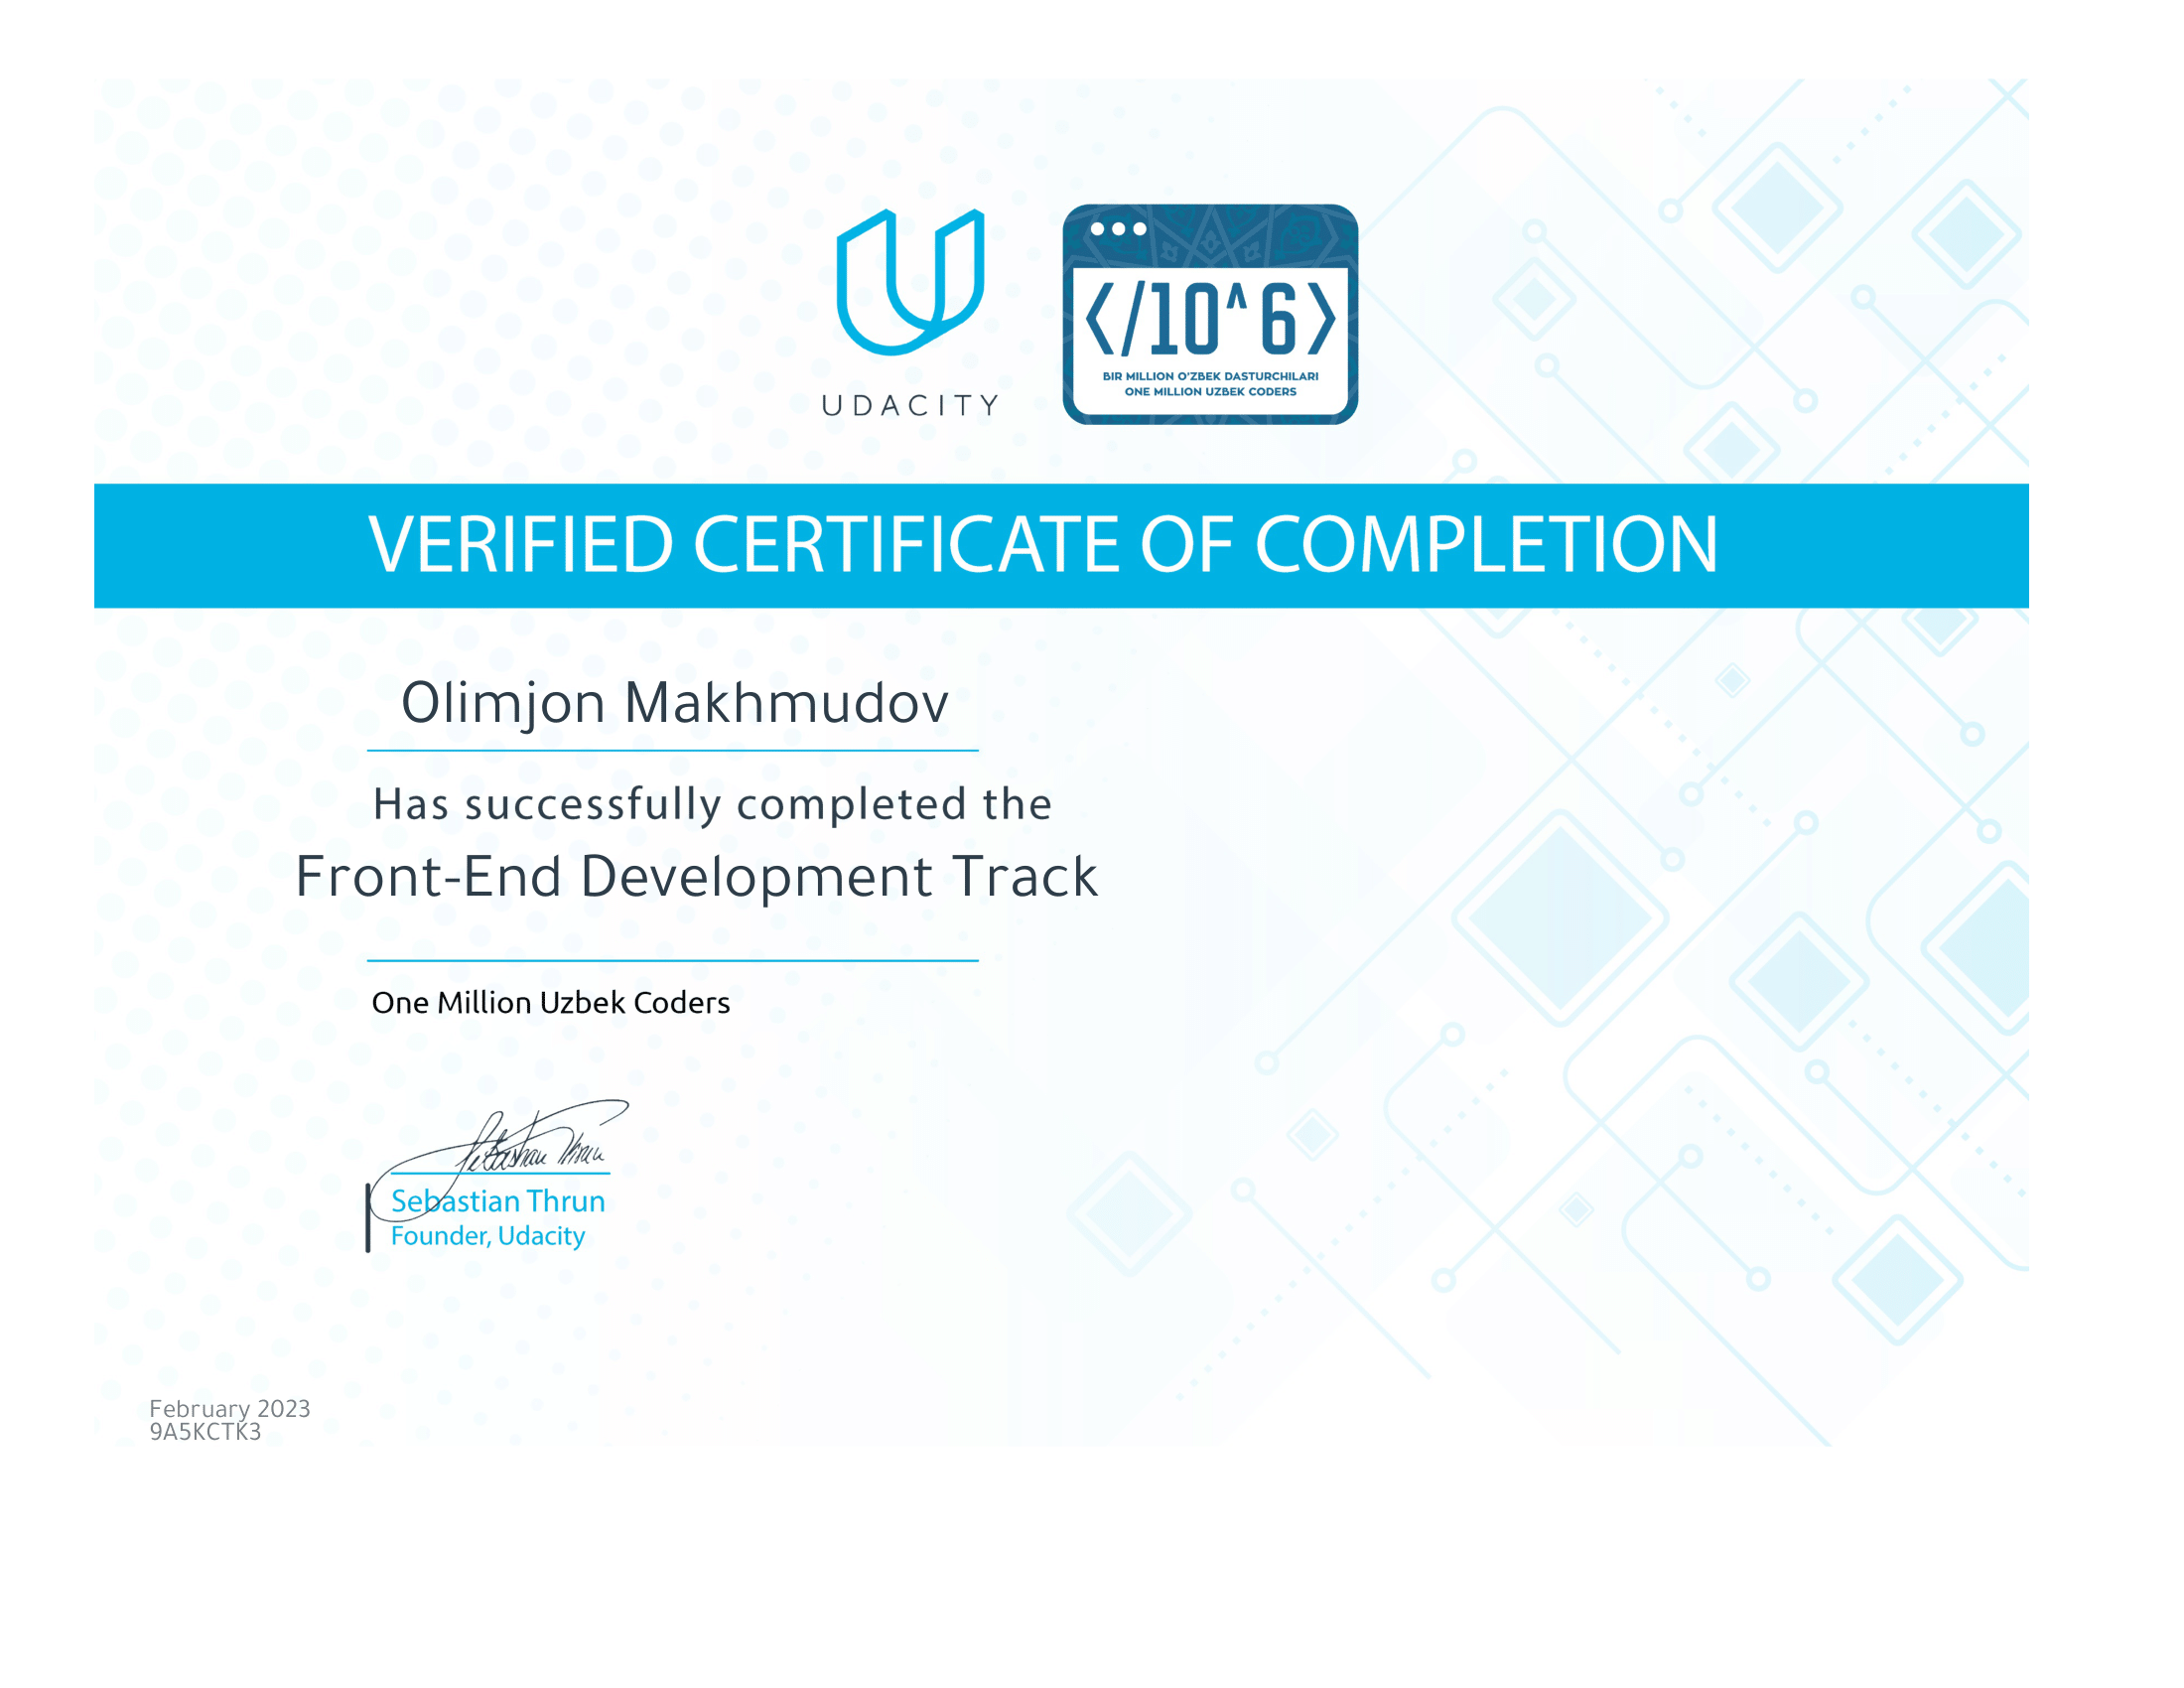 UDACITY
</10^6>
BIR MILLION O'ZBEK DASTURCHILARI
ONE MILLION UZBEK CODERS
VERIFIED CERTIFICATE OF COMPLETION
Olimjon Makhmudov
Has successfully completed the
Front-End Development Track
One Million Uzbek Coders
Sebastian Thrun
Sebastian Thrun
Founder, Udacity
February 2023
9A5KCTK3